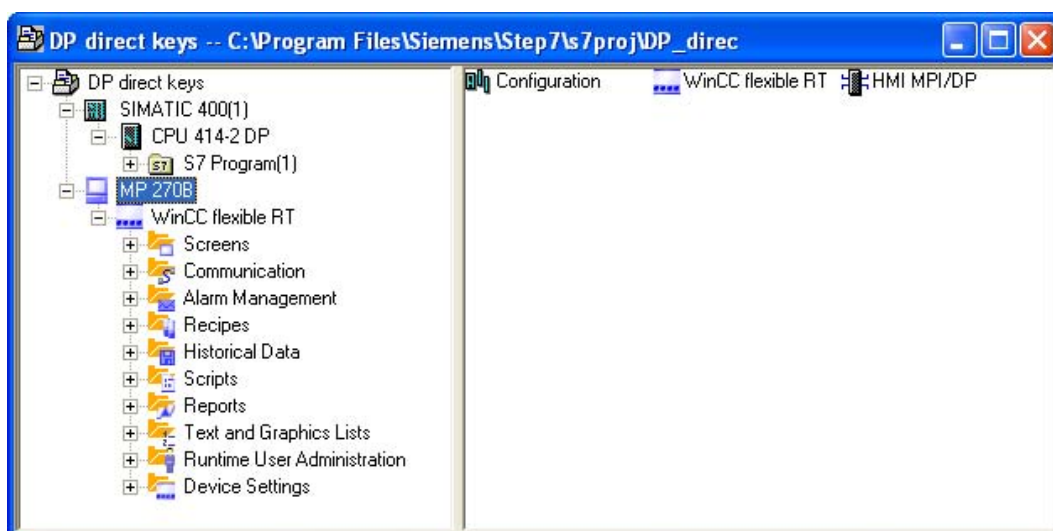 DP direct keys -- C:\Program Files\Siemens\Step7\s7proj\DP_direc
DP direct keys
SIMATIC 400(1)
CPU 414-2 DP
S7 Program(1)
MP 270B
WinCC flexible RT
Screens
Communication
Alarm Management
Recipes
Historical Data
Scripts
Reports
Text and Graphics Lists
Runtime User Administration
Device Settings
Configuration WinCC flexible RT HMI MPI/DP